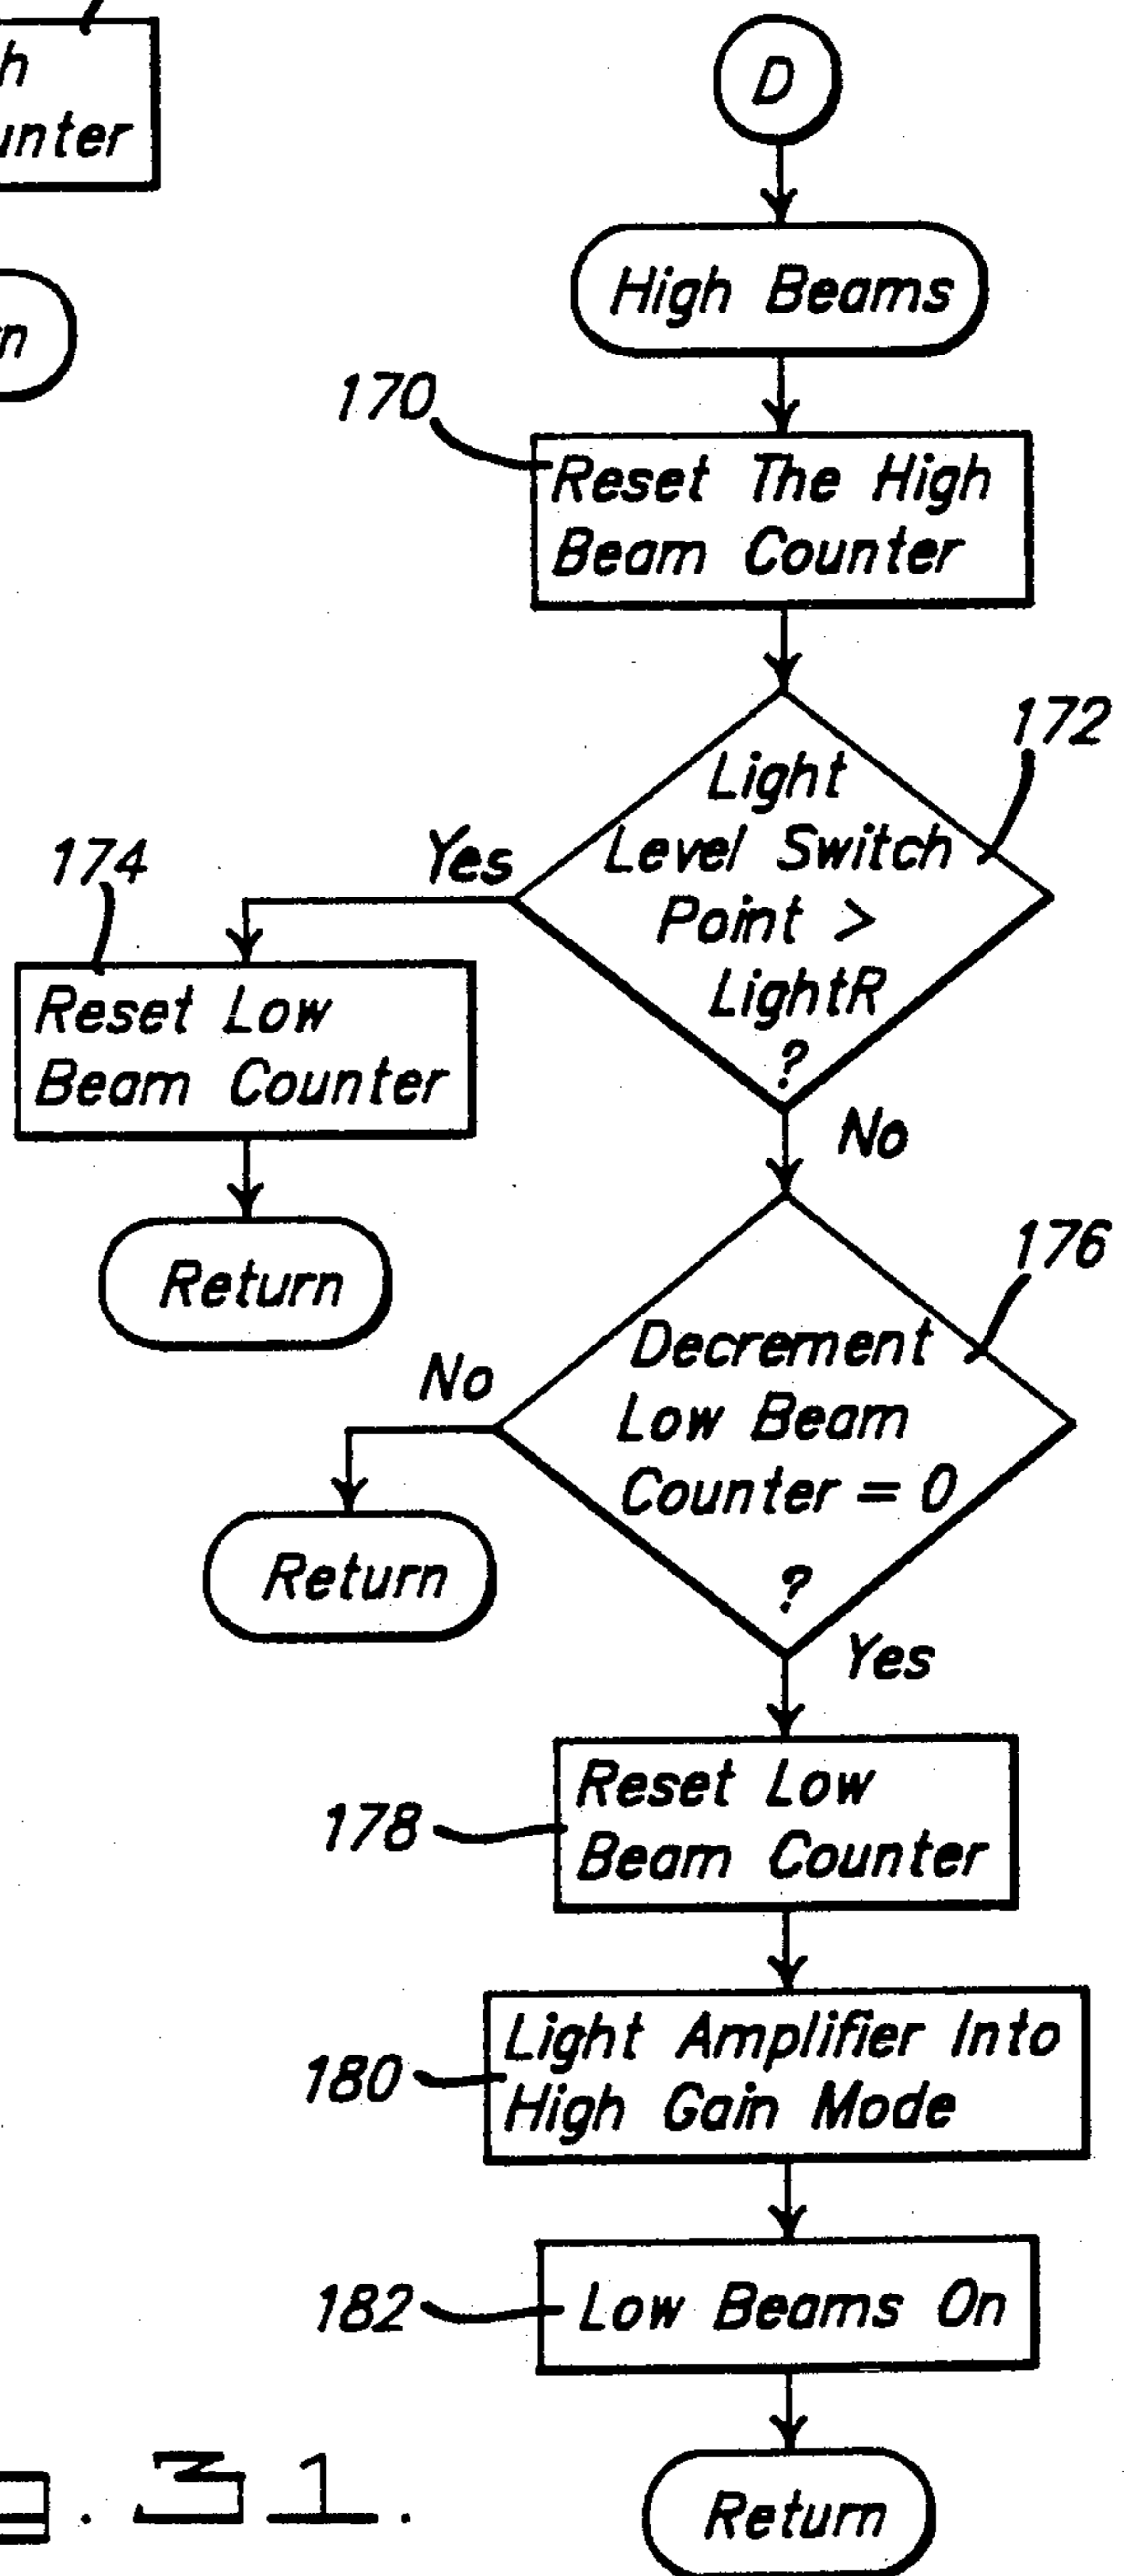 D
High Beams
170
Reset The High
Beam Counter
172
Light
Level Switch
Point >
LightR
?
Yes
174
Reset Low
Beam Counter
Return
No
176
Decrement
Low Beam
Counter = 0
?
No
Return
Yes
178
Reset Low
Beam Counter
180
Light Amplifier Into
High Gain Mode
182
Low Beams On
Return
. 31.